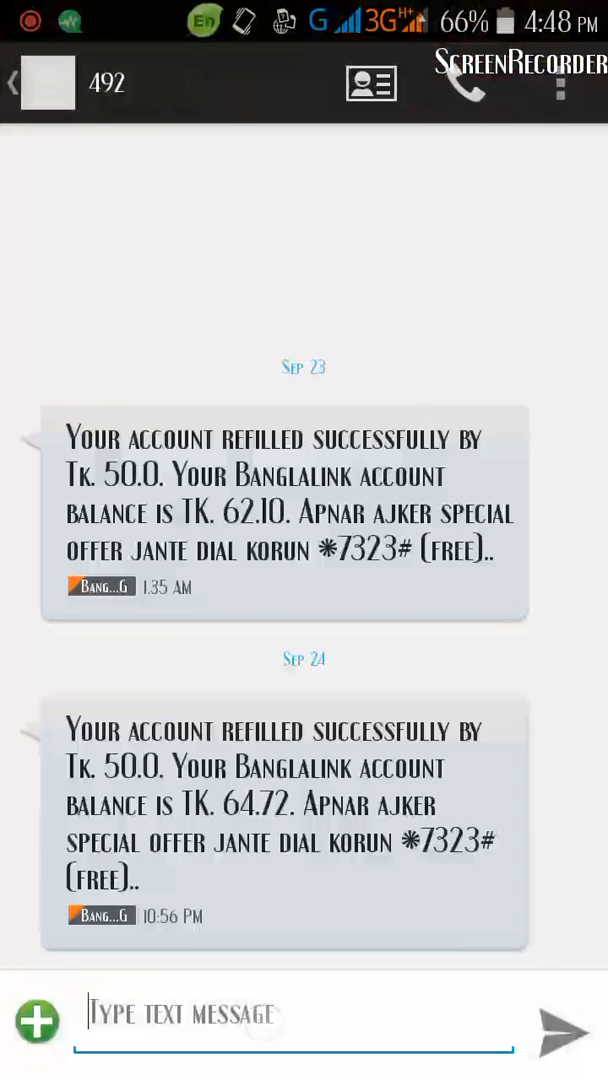 En G 3G H+ 66% 4:48 PM
ScreenRecorder
492
Sep 23
Your account refilled successfully by
Tk. 50.0. Your Banglalink account
balance is TK. 62.10. Apnar ajker special
offer jante dial korun *7323# (free)..
Bang...G 1:35 AM
Sep 24
Your account refilled successfully by
Tk. 50.0. Your Banglalink account
balance is TK. 64.72. Apnar ajker
special offer jante dial korun *7323#
(free)..
Bang...G 10:56 PM
Type text message